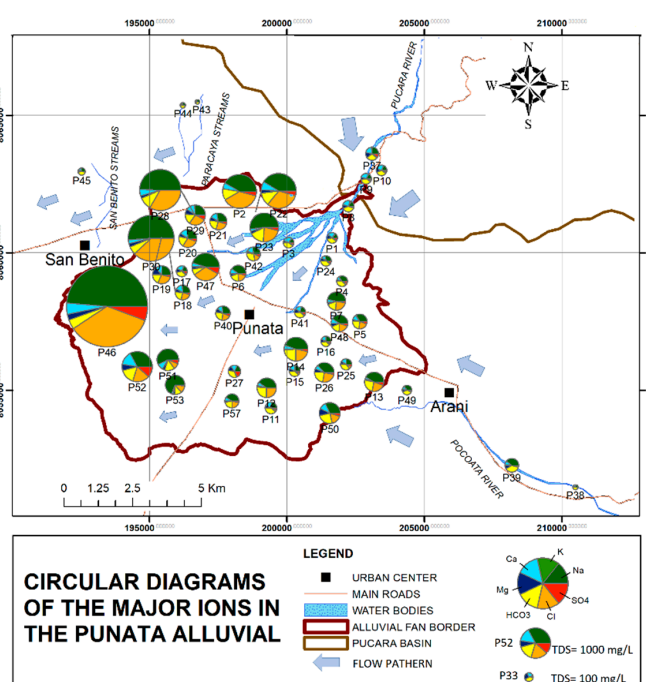 195000 200000 205000 210000
PUCARA RIVER
N
W E
S
P44 P43
PARACAYA STREAMS
SAN BENITO STREAMS
P37
P10
P9
P45
P28 P2 P22
P29 P21
P23
P20
P30
P42 P3 P1
San Benito
P24
P19 P17 P47 P6
P18
P4
P7
P40 Punata P41
P48 P5
P46
P16
P14
P52 P51 P27 P15 P26 P25
P53 P12 P13 P49
P57 P11
P50
Arani
POCOATA RIVER
P39
P38
0 1.25 2.5 5 Km
195000 200000 205000 210000
CIRCULAR DIAGRAMS
OF THE MAJOR IONS IN
THE PUNATA ALLUVIAL
LEGEND
URBAN CENTER
MAIN ROADS
WATER BODIES
ALLUVIAL FAN BORDER
PUCARA BASIN
FLOW PATHERN
Ca K
Na
Mg
SO4
HCO3 Cl
P52 TDS= 1000 mg/L
P33 TDS= 100 mg/L